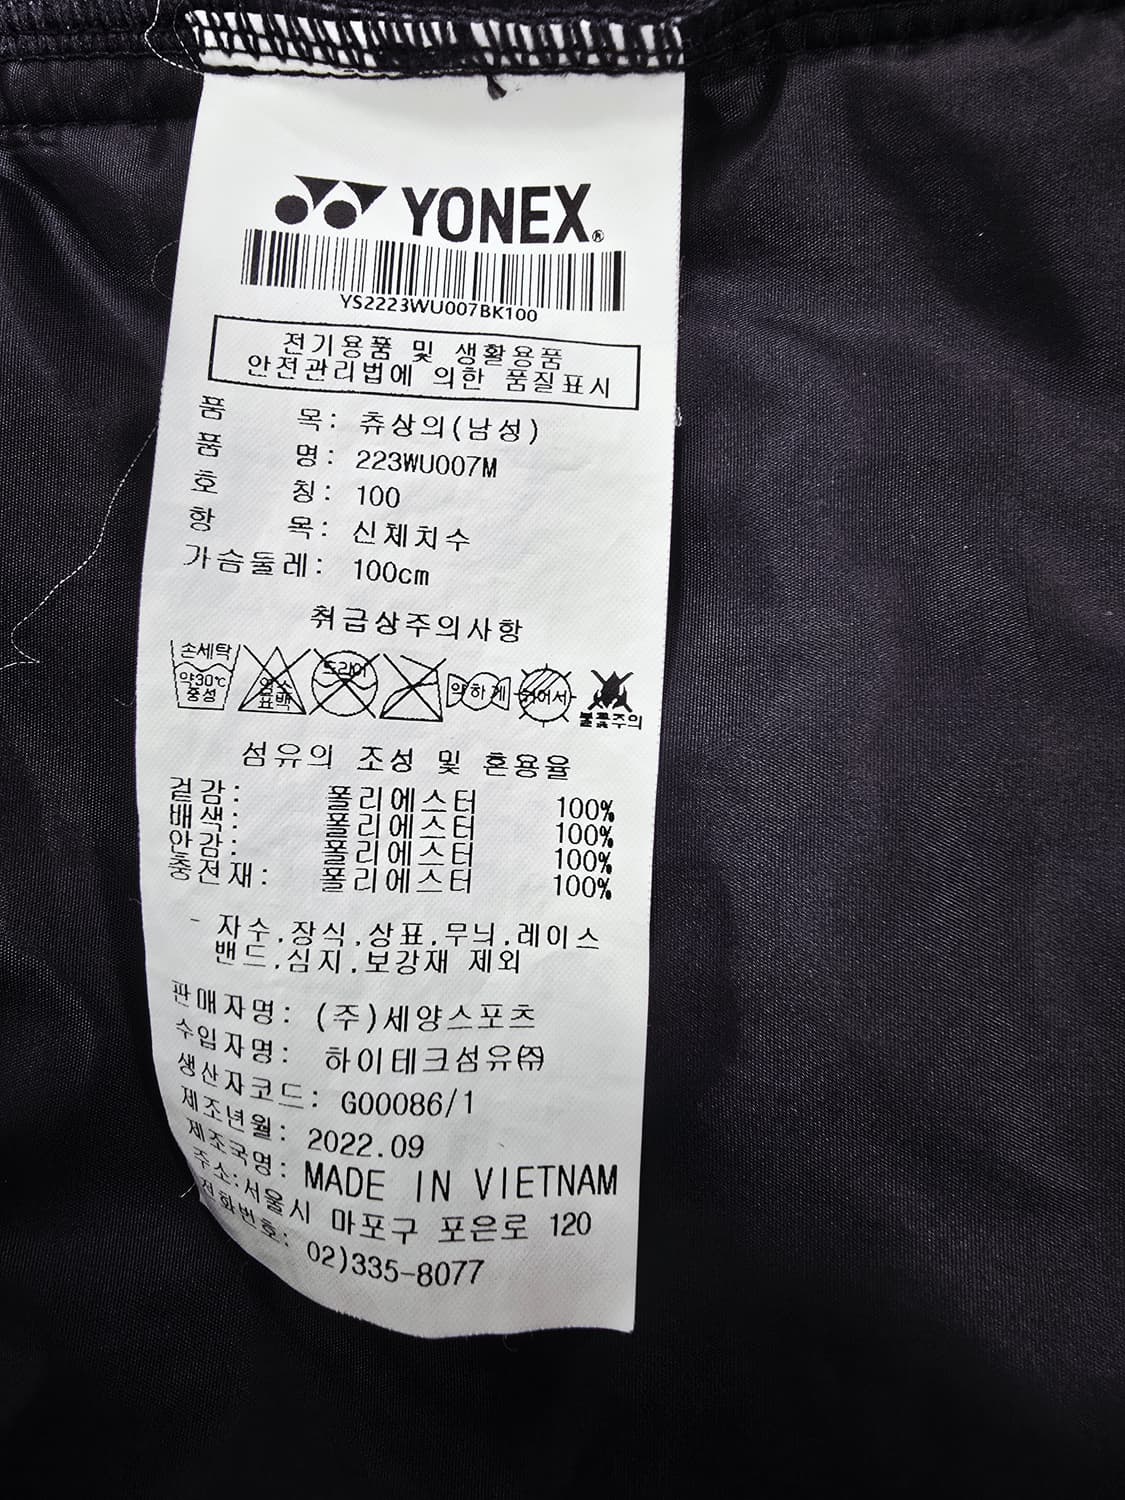 YONEX®
YS2223WU007BK100
전기용품 및 생활용품
안전관리법에 의한 품질표시
품 목: 츄상의(남성)
품 명: 223WU007M
호 칭: 100
항 목: 신체치수
가슴둘레: 100cm
취급상주의사항
손세탁 약30℃ 중성 염소 표백 드라이 약하게 뉘어서 불꽃주의
섬유의 조성 및 혼용율
겉감: 폴리에스터 100%
배색: 폴리에스터 100%
안감: 폴리에스터 100%
충전재: 폴리에스터 100%
- 자수.장식.상표.무늬.레이스
밴드.심지.보강재 제외
판매자명: (주)세양스포츠
수입자명: 하이테크섬유㈜
생산자코드: G00086/1
제조년월: 2022.09
제조국명: MADE IN VIETNAM
주소:서울시 마포구 포은로 120
전화번호: 02)335-8077